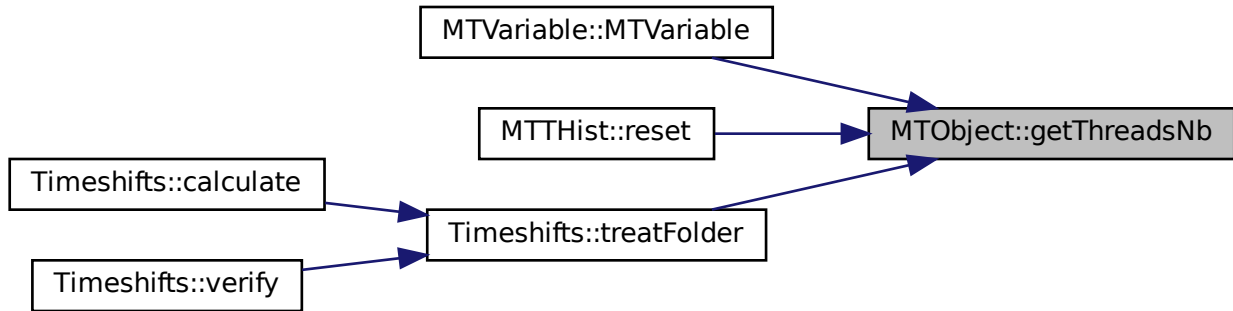 MTVariable::MTVariable
MTTHist::reset
MTObject::getThreadsNb
Timeshifts::calculate
Timeshifts::treatFolder
Timeshifts::verify